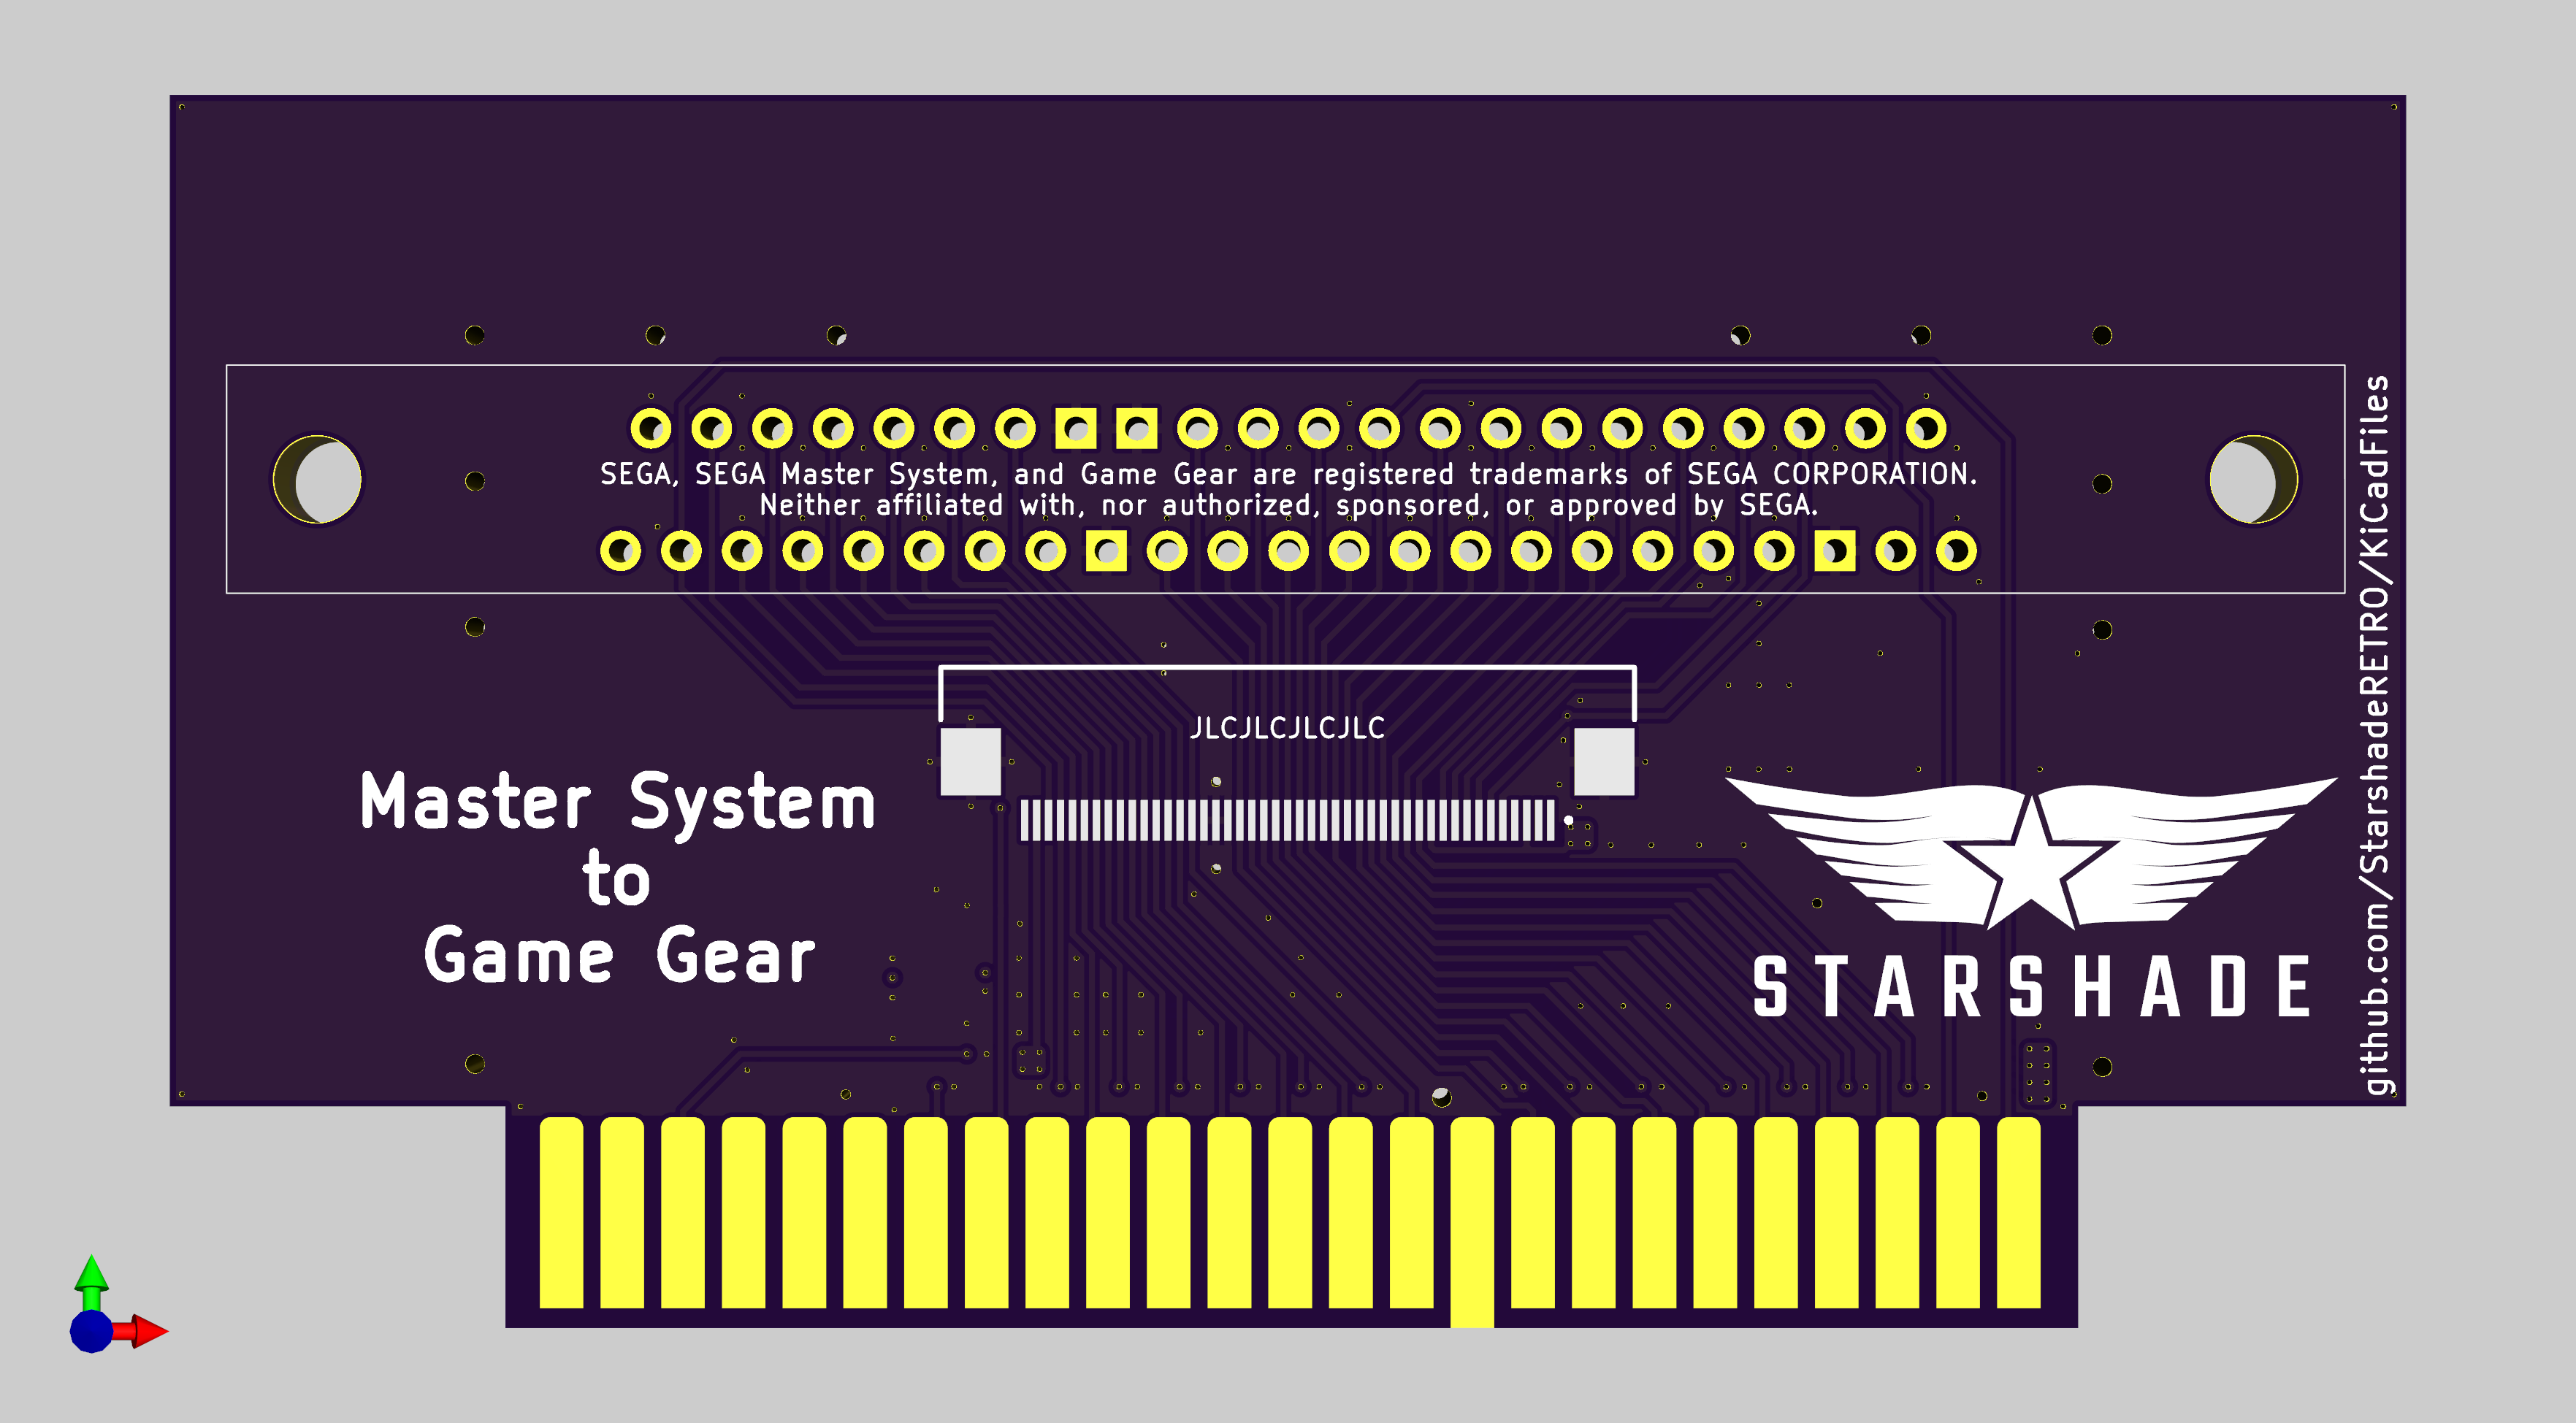 SEGA, SEGA Master System, and Game Gear are registered trademarks of SEGA CORPORATION.
Neither affiliated with, nor authorized, sponsored, or approved by SEGA.
JLCJLCJLCJLC
Master System
to
Game Gear
STARSHADE
github.com/StarshadeRETRO/KiCadFiles